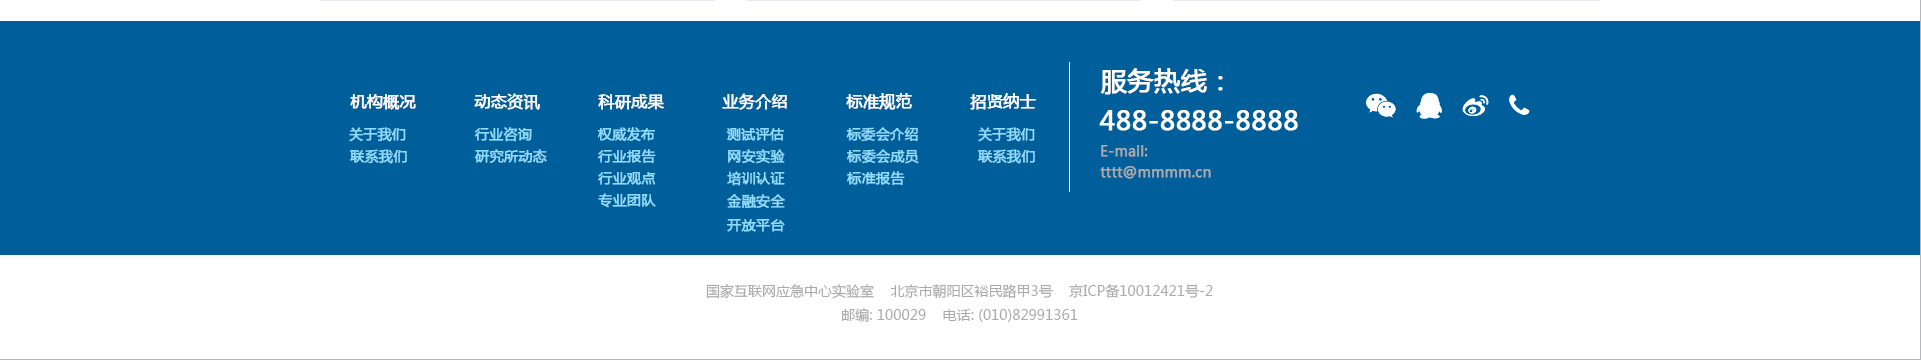 机构概况
关于我们
联系我们
动态资讯
行业咨询
研究所动态
科研成果
权威发布
行业报告
行业观点
专业团队
业务介绍
测试评估
网安实验
培训认证
金融安全
开放平台
标准规范
标委会介绍
标委会成员
标准报告
招贤纳士
关于我们
联系我们
服务热线：
488-8888-8888
E-mail:
tttt@mmmm.cn
国家互联网应急中心实验室 北京市朝阳区裕民路甲3号 京ICP备10012421号-2
邮编: 100029 电话: (010)82991361